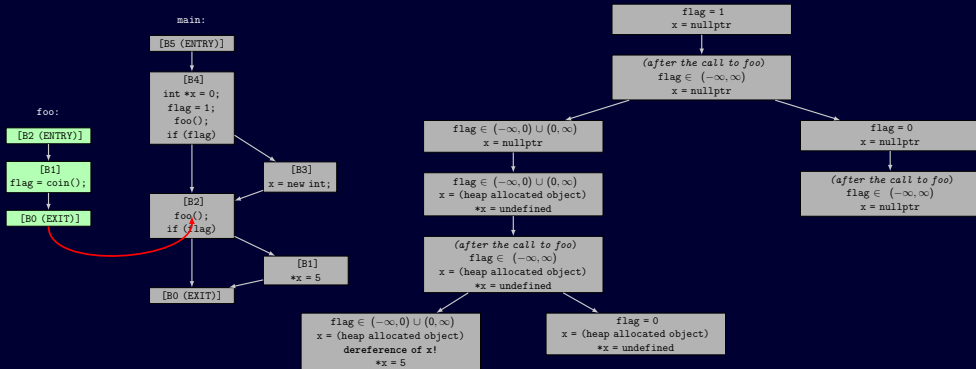 main:
[B5 (ENTRY)]
[B4]
int *x = 0;
flag = 1;
foo();
if (flag)
[B3]
x = new int;
[B2]
foo();
if (flag)
[B1]
*x = 5
[B0 (EXIT)]
foo:
[B2 (ENTRY)]
[B1]
flag = coin();
[B0 (EXIT)]
flag = 1
x = nullptr
(after the call to foo)
flag ∈ (−∞, ∞)
x = nullptr
flag ∈ (−∞, 0) ∪ (0, ∞)
x = nullptr
flag = 0
x = nullptr
flag ∈ (−∞, 0) ∪ (0, ∞)
x = (heap allocated object)
*x = undefined
(after the call to foo)
flag ∈ (−∞, ∞)
x = nullptr
(after the call to foo)
flag ∈ (−∞, ∞)
x = (heap allocated object)
*x = undefined
flag ∈ (−∞, 0) ∪ (0, ∞)
x = (heap allocated object)
dereference of x!
*x = 5
flag = 0
x = (heap allocated object)
*x = undefined